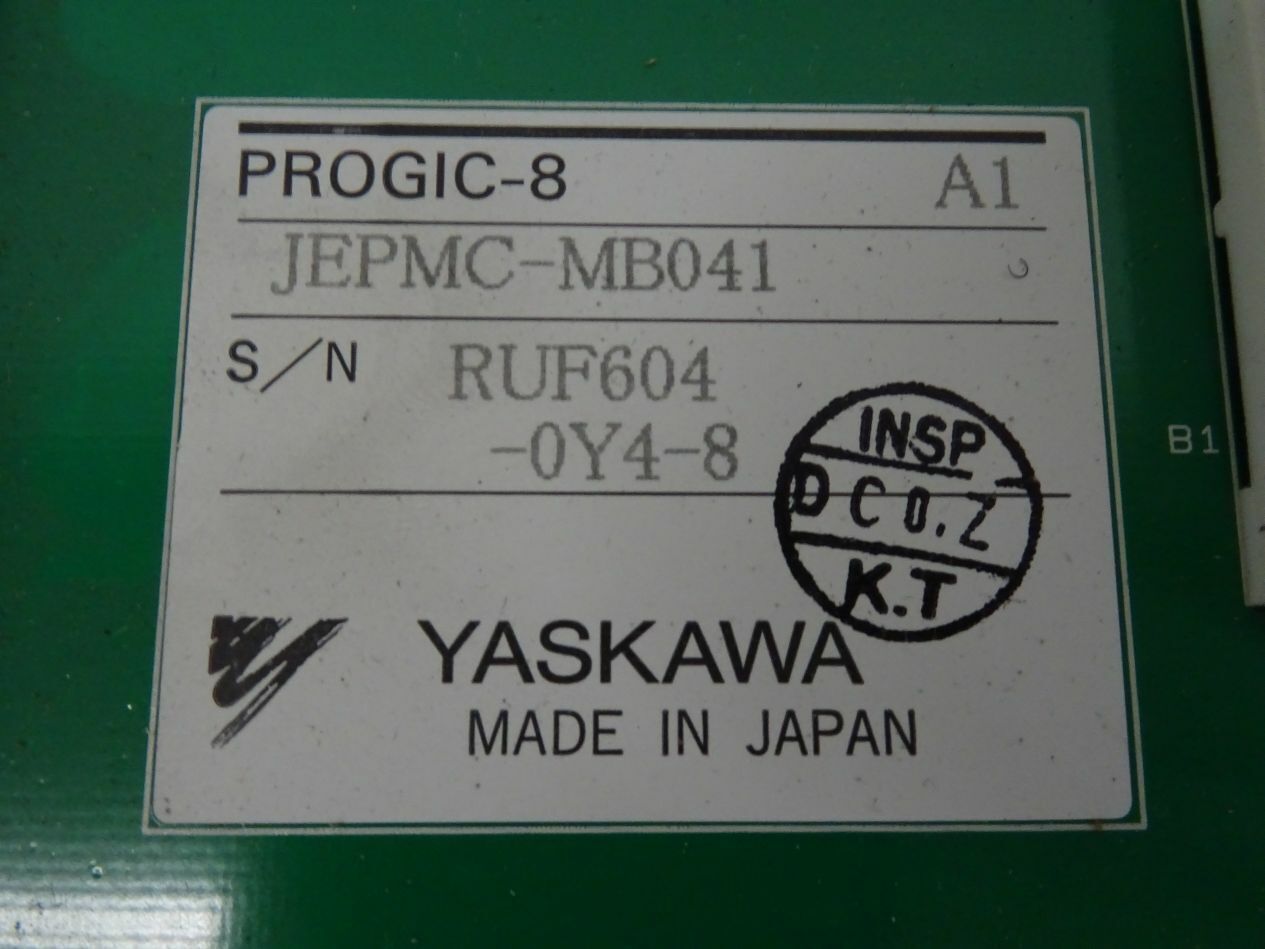 PROGIC-8 A1
JEPMC-MB041
S/N RUF604
-0Y4-8
INSP
D C 0.Z
K.T
YASKAWA
MADE IN JAPAN
B1